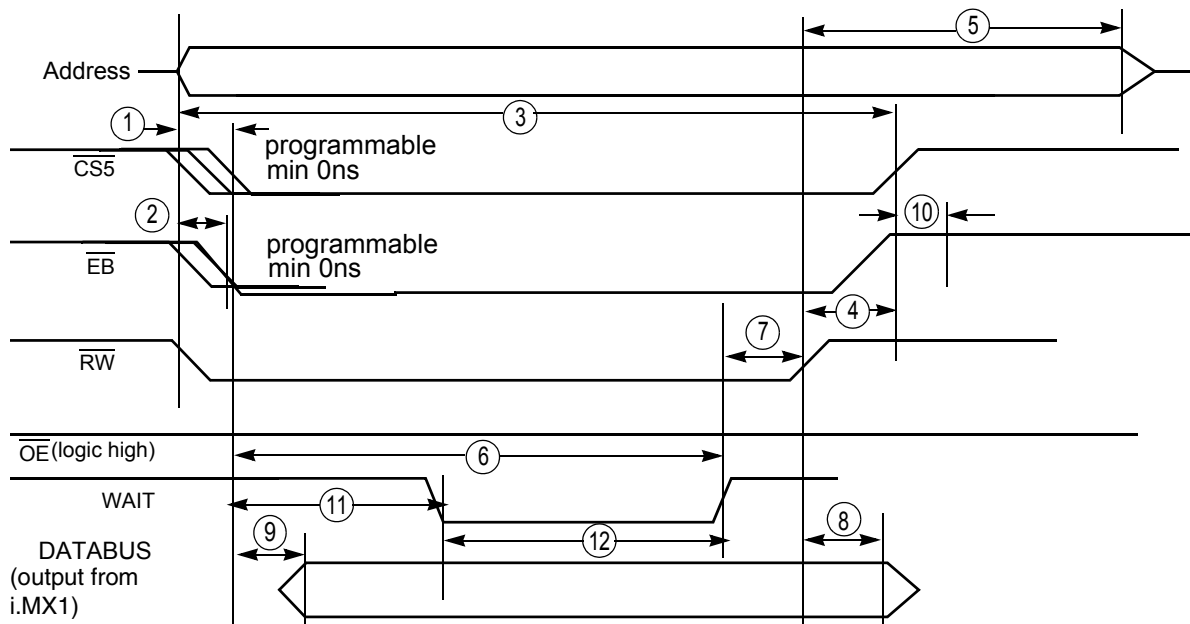 5
Address
3
1
programmable
min 0ns
CS5
2
10
programmable
min 0ns
EB
4
7
RW
OE(logic high)
6
WAIT
11
8
9
12
DATABUS
(output from
i.MX1)